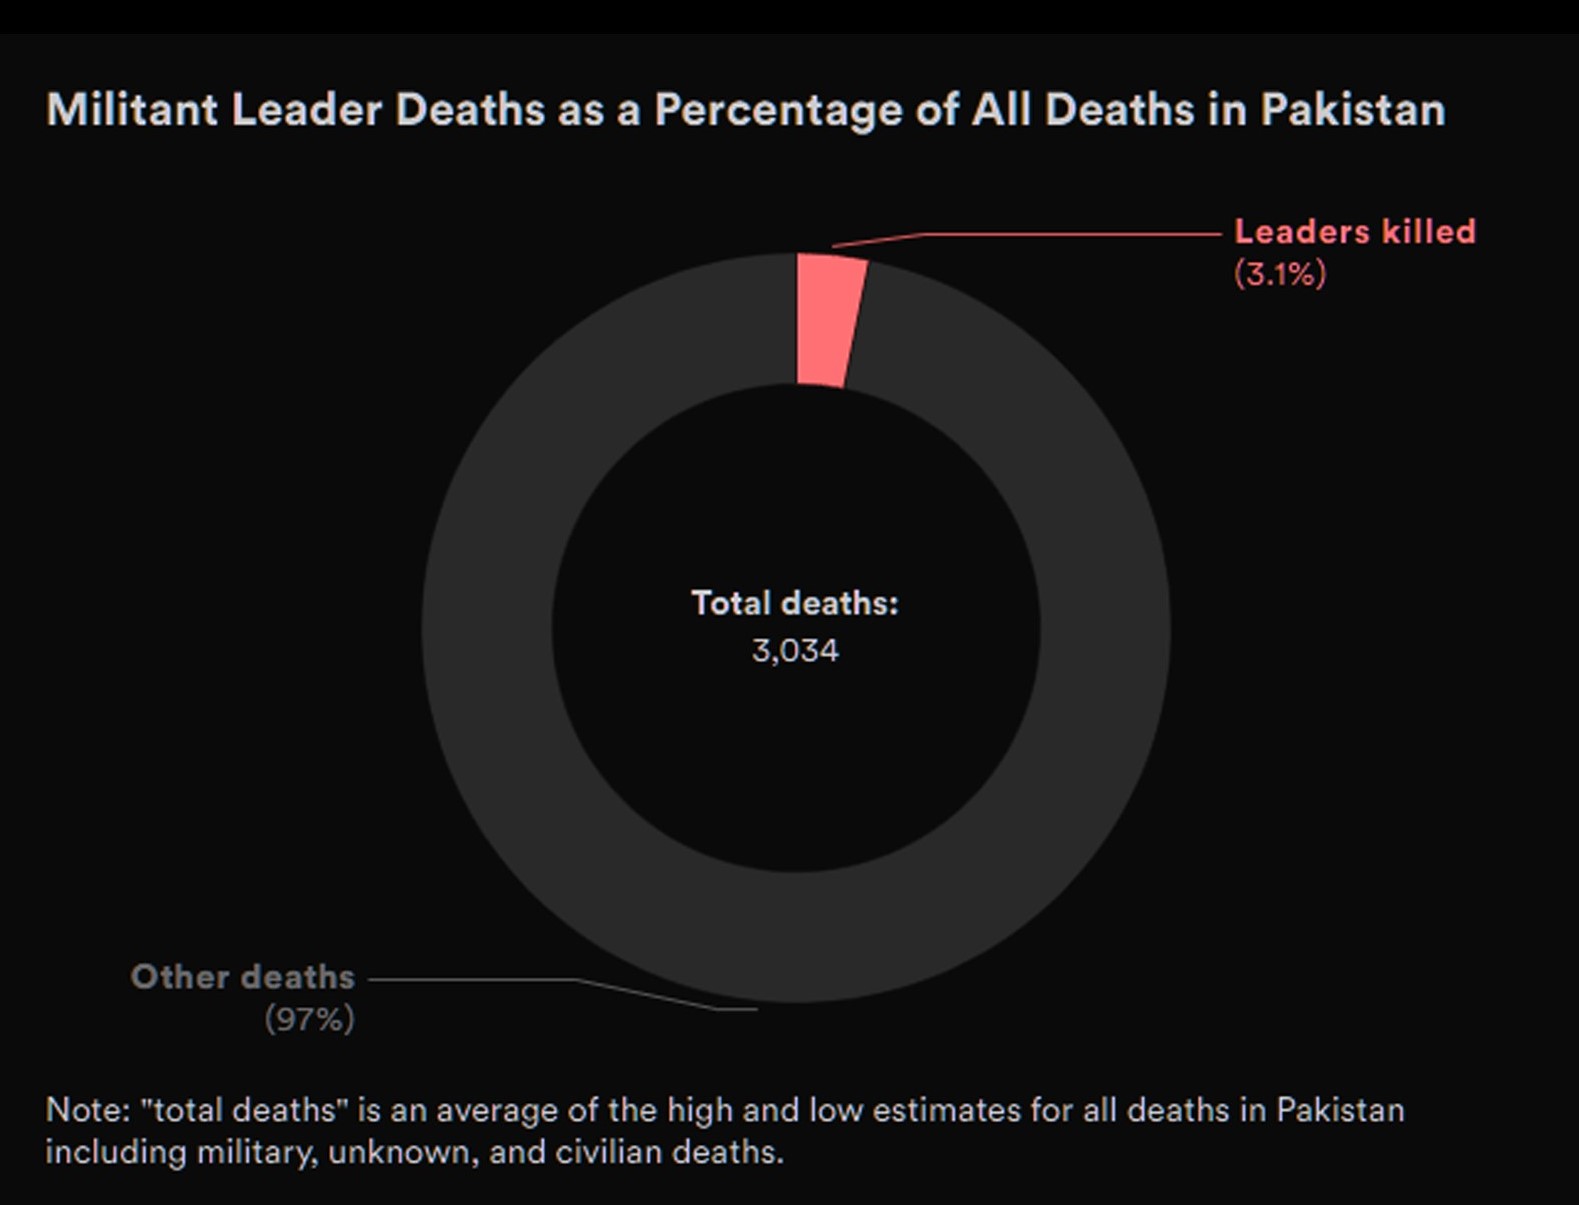 Militant Leader Deaths as a Percentage of All Deaths in Pakistan
Leaders killed
(3.1%)
Total deaths:
3,034
Other deaths
(97%)
Note: "total deaths" is an average of the high and low estimates for all deaths in Pakistan
including military, unknown, and civilian deaths.